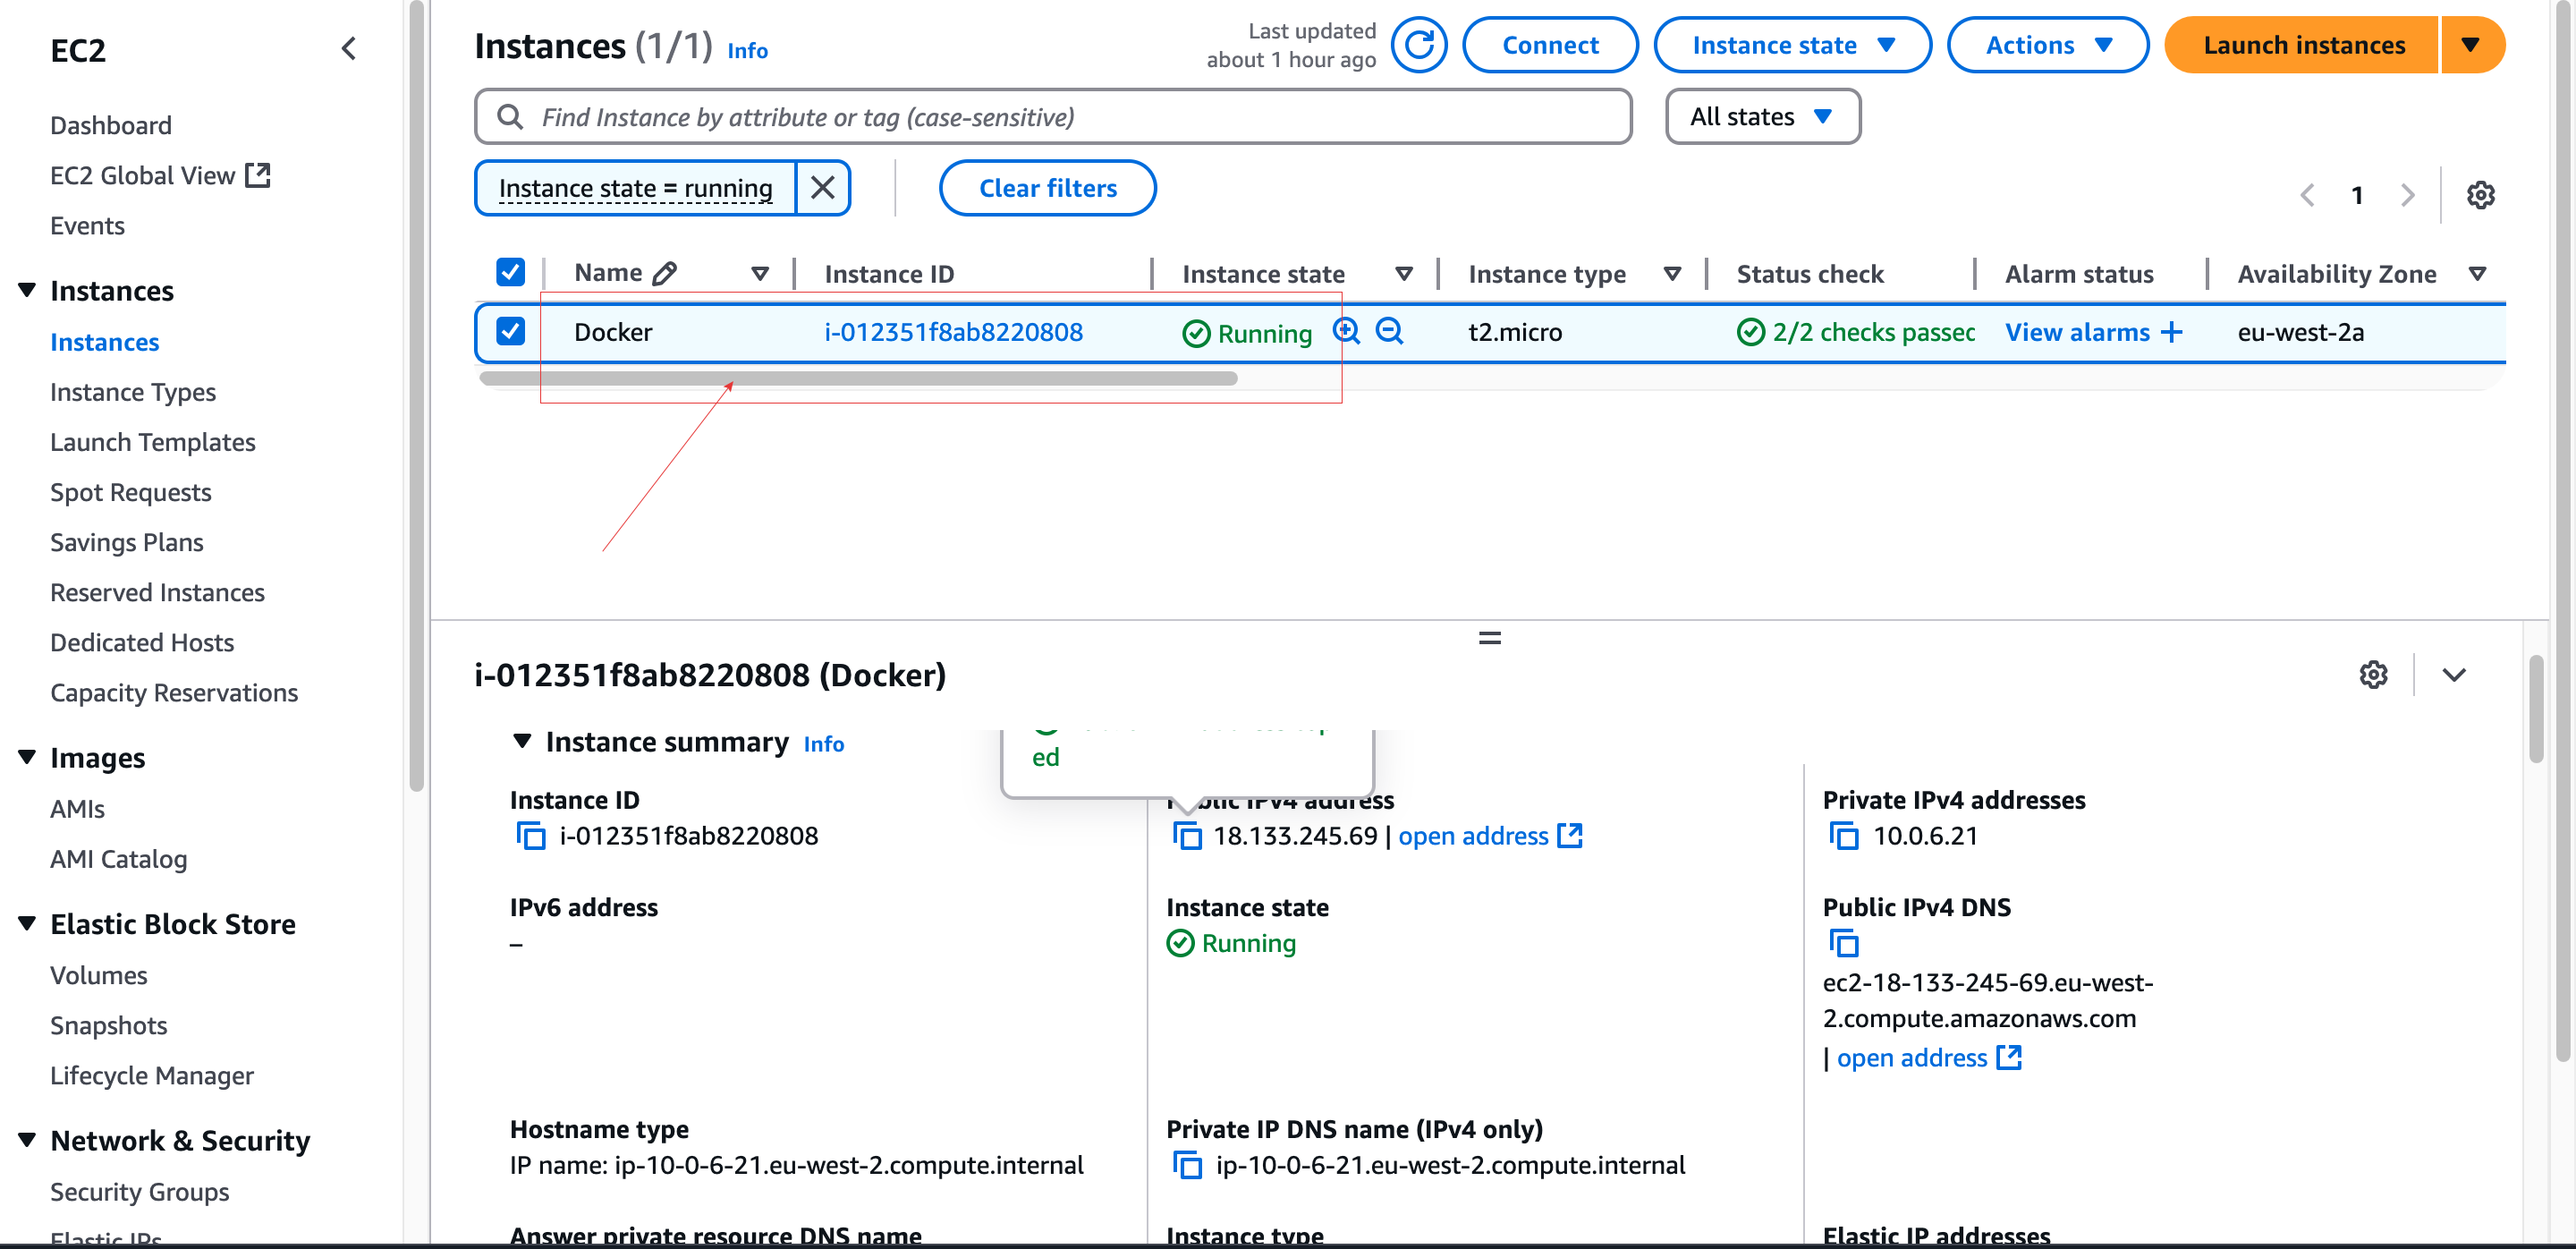 EC2
Dashboard
EC2 Global View
Events
Instances
Instances
Instance Types
Launch Templates
Spot Requests
Savings Plans
Reserved Instances
Dedicated Hosts
Capacity Reservations
Images
AMIs
AMI Catalog
Elastic Block Store
Volumes
Snapshots
Lifecycle Manager
Network & Security
Security Groups
Elastic IPs
Instances (1/1) Info
Last updated
about 1 hour ago
Connect
Instance state
Actions
Launch instances
Find Instance by attribute or tag (case-sensitive)
All states
Instance state = running
Clear filters
1
Name Instance ID Instance state Instance type Status check Alarm status Availability Zone
Docker i-012351f8ab8220808 Running t2.micro 2/2 checks passec View alarms + eu-west-2a
i-012351f8ab8220808 (Docker)
Instance summary Info
ed
Instance ID
i-012351f8ab8220808
Public IPv4 address
18.133.245.69 | open address
Private IPv4 addresses
10.0.6.21
IPv6 address
–
Instance state
Running
Public IPv4 DNS
ec2-18-133-245-69.eu-west-
2.compute.amazonaws.com
| open address
Hostname type
IP name: ip-10-0-6-21.eu-west-2.compute.internal
Private IP DNS name (IPv4 only)
ip-10-0-6-21.eu-west-2.compute.internal
Answer private resource DNS name
Instance type
Elastic IP addresses